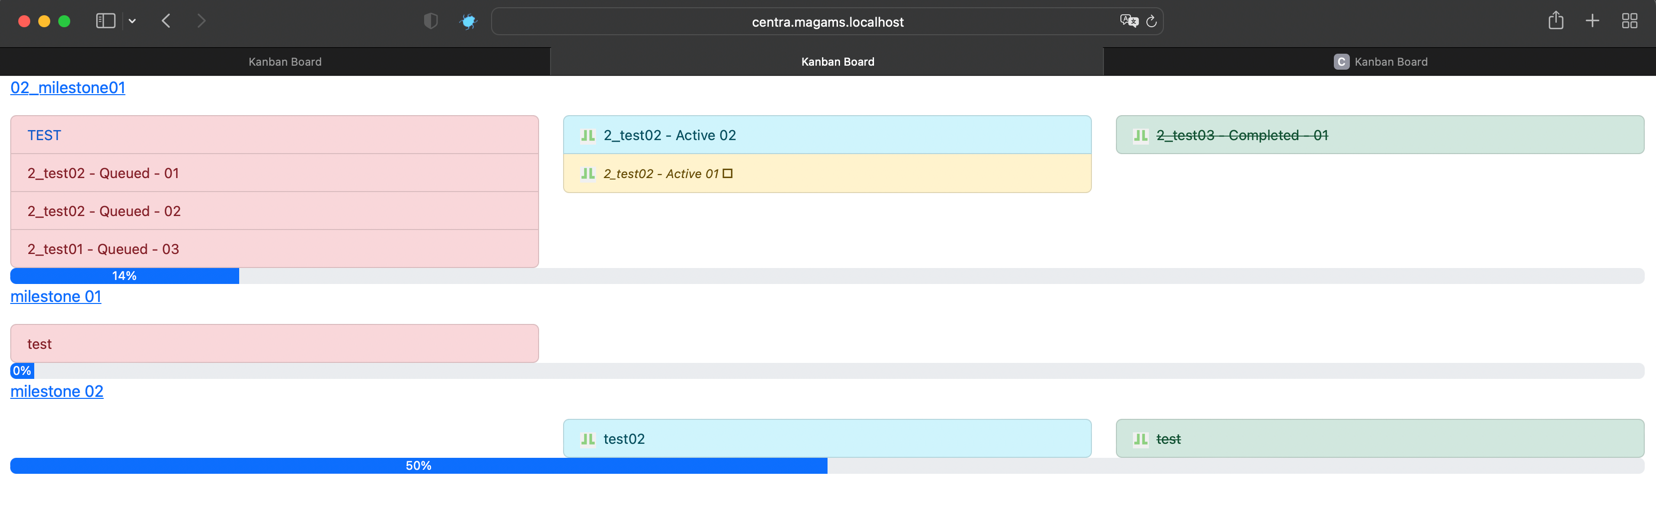 centra.magams.localhost
Kanban Board
Kanban Board
C Kanban Board
02_milestone01
TEST
2_test02 - Queued - 01
2_test02 - Queued - 02
2_test01 - Queued - 03
2_test02 - Active 02
2_test02 - Active 01
2_test03 - Completed - 01
14%
milestone 01
test
0%
milestone 02
test02
test
50%